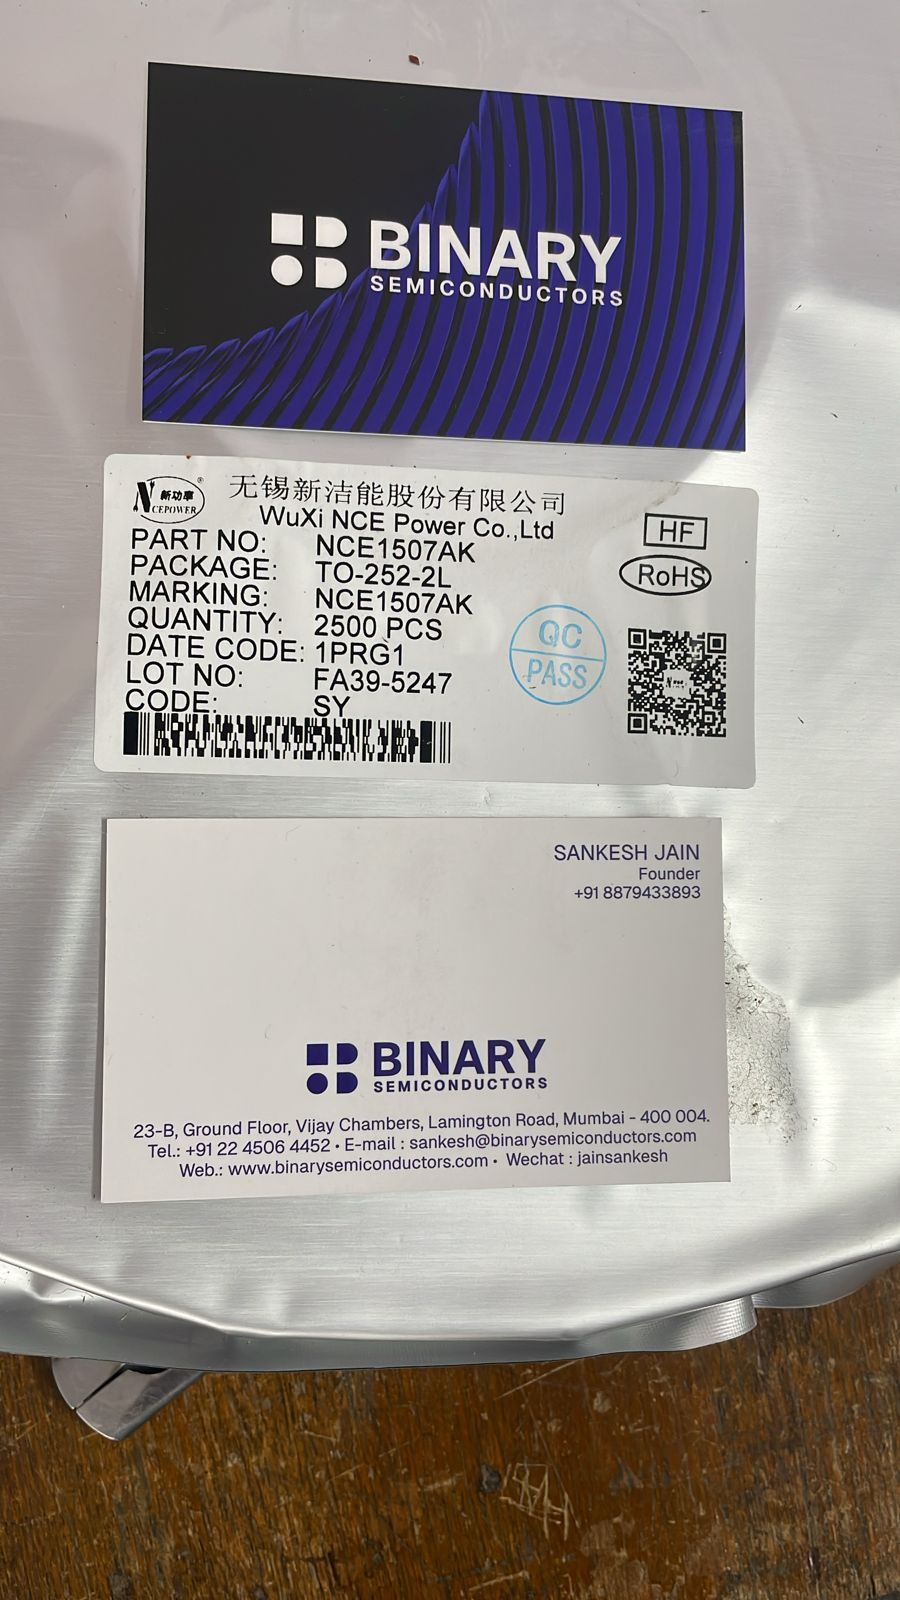 BINARY
SEMICONDUCTORS
新功率
NCEPOWER
无锡新洁能股份有限公司
WuXi NCE Power Co.,Ltd
PART NO: NCE1507AK
PACKAGE: TO-252-2L
MARKING: NCE1507AK
QUANTITY: 2500 PCS
DATE CODE: 1PRG1
LOT NO: FA39-5247
CODE: SY
HF
RoHS
QC
PASS
SANKESH JAIN
Founder
+91 8879433893
BINARY
SEMICONDUCTORS
23-B, Ground Floor, Vijay Chambers, Lamington Road, Mumbai - 400 004.
Tel.: +91 22 4506 4452 • E-mail : sankesh@binarysemiconductors.com
Web.: www.binarysemiconductors.com • Wechat : jainsankesh